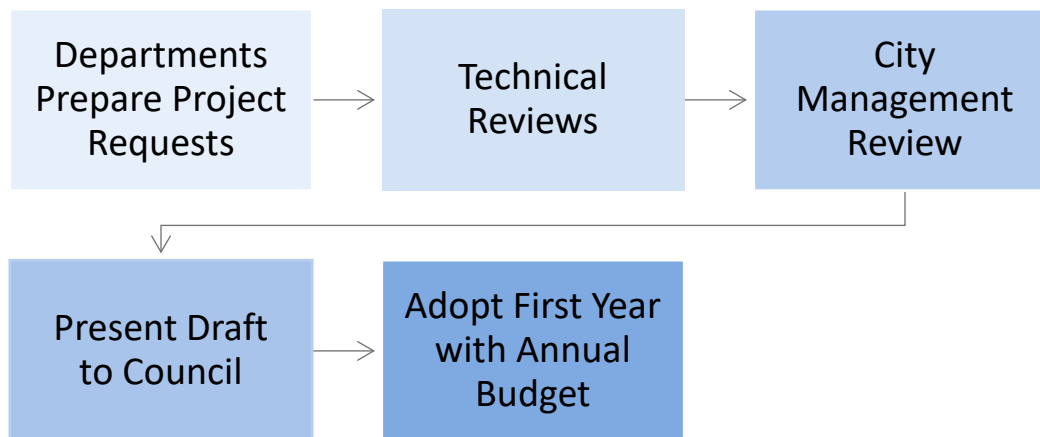 Departments
Prepare Project
Requests
Technical
Reviews
City
Management
Review
Present Draft
to Council
Adopt First Year
with Annual
Budget